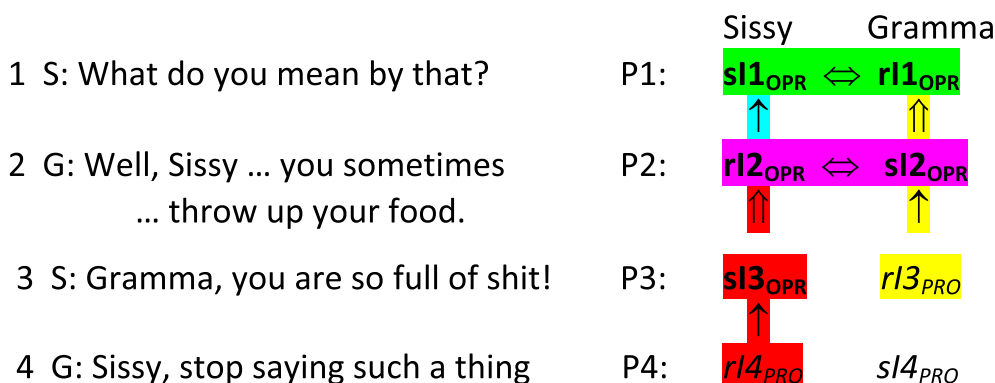 Sissy Gramma
1 S: What do you mean by that? P1: sI1OPR ⇔ rI1OPR
↑ ⇑
2 G: Well, Sissy … you sometimes P2: rI2OPR ⇔ sI2OPR
… throw up your food. ⇑ ↑
3 S: Gramma, you are so full of shit! P3: sI3OPR rI3PRO
↑
4 G: Sissy, stop saying such a thing P4: rI4PRO sI4PRO